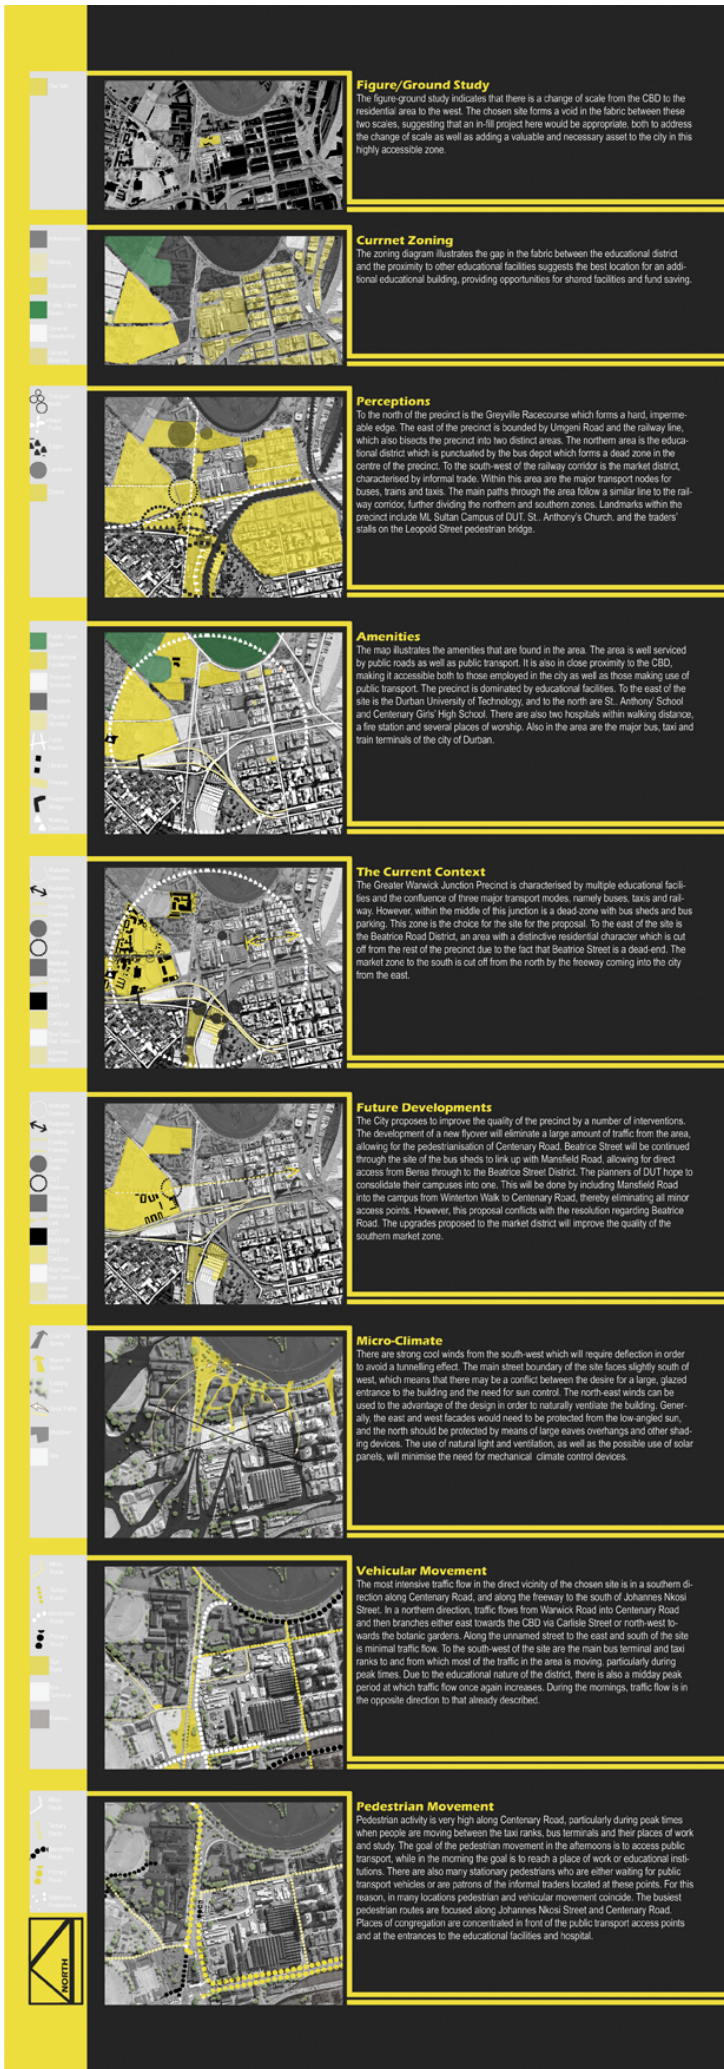 Figure/Ground Study
The figure-ground study indicates that there is a change of scale from the CBD to the
residential area to the west. The chosen site forms a void in the fabric between these
two scales, suggesting that an in-fill project here would be appropriate, both to address
the change of scale as well as adding a valuable and necessary asset to the city in this
highly accessible zone.
Currnet Zoning
The zoning diagram illustrates the gap in the fabric between the educational district
and the proximity to other educational facilities suggests the best location for an addi-
tional educational building, providing opportunities for shared facilities and fund saving.
Perceptions
To the north of the precinct is the Greyville Racecourse which forms a hard, imperme-
able edge. The east of the precinct is bounded by Umgeni Road and the railway line,
which also bisects the precinct into two distinct areas. The northern area is the educa-
tional district which is punctuated by the bus depot which forms a dead zone in the
centre of the precinct. To the south-west of the railway corridor is the market district,
characterised by informal trade. Within this area are the major transport nodes for
buses, trains and taxis. The main paths through the area follow a similar line to the rail-
way corridor, further dividing the northern and southern zones. Landmarks within the
precinct include ML Sultan Campus of DUT, St.. Anthony's Church, and the traders'
stalls on the Leopold Street pedestrian bridge.
Amenities
The map illustrates the amenities that are found in the area. The area is well serviced
by public roads as well as public transport. It is also in close proximity to the CBD,
making it accessible both to those employed in the city as well as those making use of
public transport. The precinct is dominated by educational facilities. To the east of the
site is the Durban University of Technology, and to the north are St.. Anthony' School
and Centenary Girls' High School. There are also two hospitals within walking distance,
a fire station and several places of worship. Also in the area are the major bus, taxi and
train terminals of the city of Durban.
The Current Context
The Greater Warwick Junction Precinct is characterised by multiple educational facili-
ties and the confluence of three major transport modes, namely buses, taxis and rail-
way. However, within the middle of this junction is a dead-zone with bus sheds and bus
parking. This zone is the choice for the site for the proposal. To the east of the site is
the Beatrice Road District, an area with a distinctive residential character which is cut
off from the rest of the precinct due to the fact that Beatrice Street is a dead-end. The
market zone to the south is cut off from the north by the freeway coming into the city
from the east.
Future Developments
The City proposes to improve the quality of the precinct by a number of interventions.
The development of a new flyover will eliminate a large amount of traffic from the area,
allowing for the pedestrianisation of Centenary Road. Beatrice Street will be continued
through the site of the bus sheds to link up with Mansfield Road, allowing for direct
access from Berea through to the Beatrice Street District. The planners of DUT hope to
consolidate their campuses into one. This will be done by including Mansfield Road
into the campus from Winterton Walk to Centenary Road, thereby eliminating all minor
access points. However, this proposal conflicts with the resolution regarding Beatrice
Road. The upgrades proposed to the market district will improve the quality of the
southern market zone.
Micro-Climate
There are strong cool winds from the south-west which will require deflection in order
to avoid a tunnelling effect. The main street boundary of the site faces slightly south of
west, which means that there may be a conflict between the desire for a large, glazed
entrance to the building and the need for sun control. The north-east winds can be
used to the advantage of the design in order to naturally ventilate the building. Gener-
ally, the east and west facades would need to be protected from the low-angled sun,
and the north should be protected by means of large eaves overhangs and other shad-
ing devices. The use of natural light and ventilation, as well as the possible use of solar
panels, will minimise the need for mechanical climate control devices.
Vehicular Movement
The most intensive traffic flow in the direct vicinity of the chosen site is in a southern di-
rection along Centenary Road, and along the freeway to the south of Johannes Nkosi
Street. In a northern direction, traffic flows from Warwick Road into Centenary Road
and then branches either east towards the CBD via Carlisle Street or north-west to-
wards the botanic gardens. Along the unnamed street to the east and south of the site
is minimal traffic flow. To the south-west of the site are the main bus terminal and taxi
ranks to and from which most of the traffic in the area is moving, particularly during
peak times. Due to the educational nature of the district, there is also a midday peak
period at which traffic flow once again increases. During the mornings, traffic flow is in
the opposite direction to that already described.
Pedestrian Movement
Pedestrian activity is very high along Centenary Road, particularly during peak times
when people are moving between the taxi ranks, bus terminals and their places of work
and study. The goal of the pedestrian movement in the afternoons is to access public
transport, while in the morning the goal is to reach a place of work or educational insti-
tutions. There are also many stationary pedestrians who are either waiting for public
transport vehicles or are patrons of the informal traders located at these points. For this
reason, in many locations pedestrian and vehicular movement coincide. The busiest
pedestrian routes are focused along Johannes Nkosi Street and Centenary Road.
Places of congregation are concentrated in front of the public transport access points
and at the entrances to the educational facilities and hospital.
NORTH